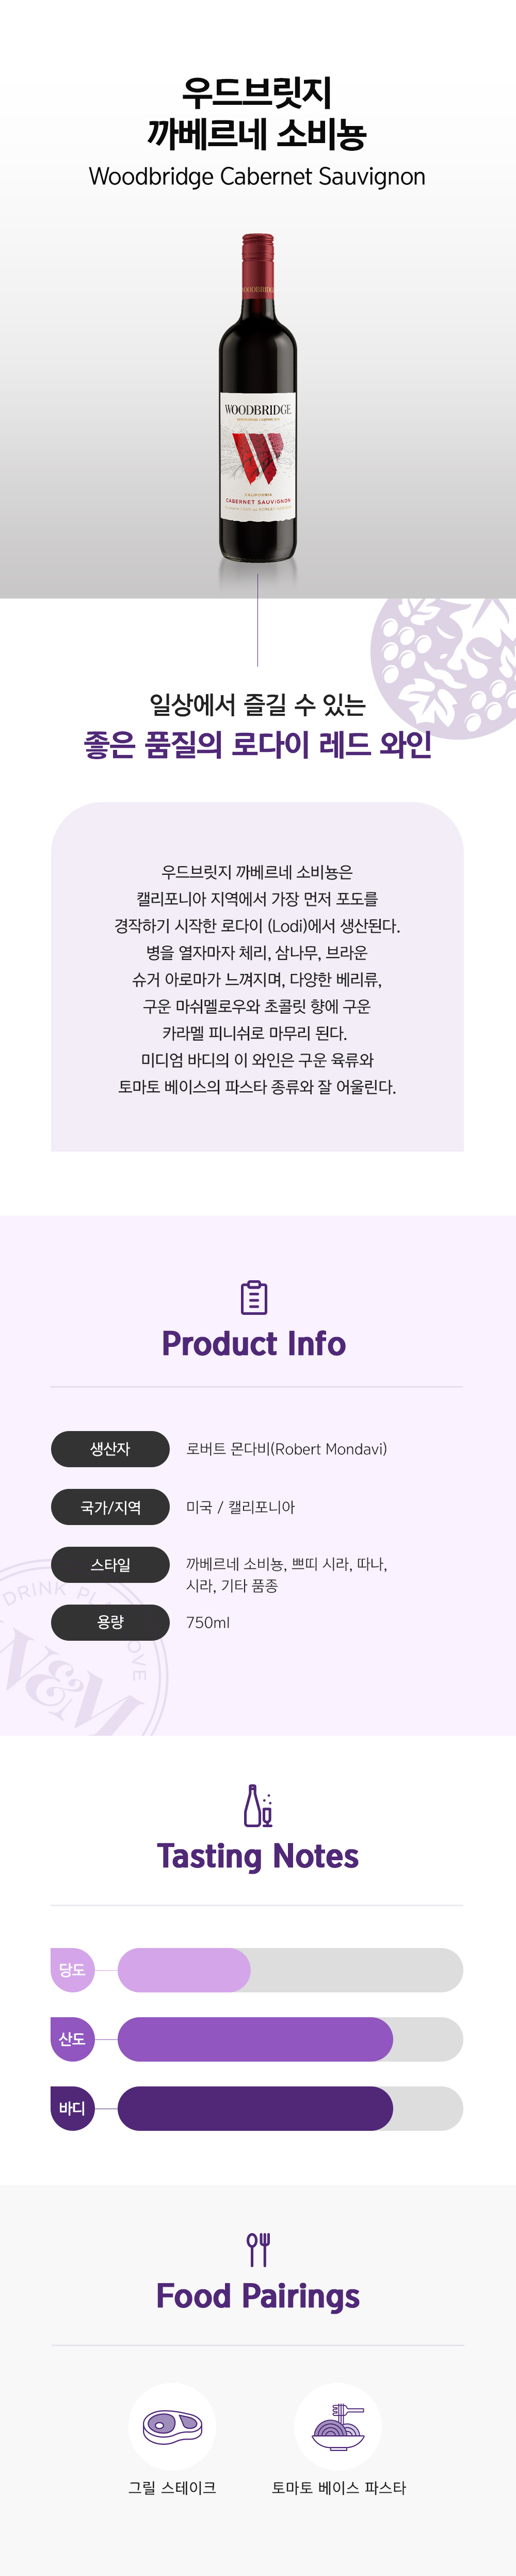 우드브릿지
까베르네 소비뇽
Woodbridge Cabernet Sauvignon
WOODBRIDGE
WOODBRIDGE
CALIFORNIA
CABERNET SAUVIGNON
일상에서 즐길 수 있는
좋은 품질의 로다이 레드 와인
우드브릿지 까베르네 소비뇽은
캘리포니아 지역에서 가장 먼저 포도를
경작하기 시작한 로다이 (Lodi)에서 생산된다.
병을 열자마자 체리, 삼나무, 브라운
슈거 아로마가 느껴지며, 다양한 베리류,
구운 마쉬멜로우와 초콜릿 향에 구운
카라멜 피니쉬로 마무리 된다.
미디엄 바디의 이 와인은 구운 육류와
토마토 베이스의 파스타 종류와 잘 어울린다.
Product Info
생산자 로버트 몬다비(Robert Mondavi)
국가/지역 미국 / 캘리포니아
스타일 까베르네 소비뇽, 쁘띠 시라, 따나,
시라, 기타 품종
용량 750ml
DRINK
W&M
Tasting Notes
당도
산도
바디
Food Pairings
그릴 스테이크 토마토 베이스 파스타